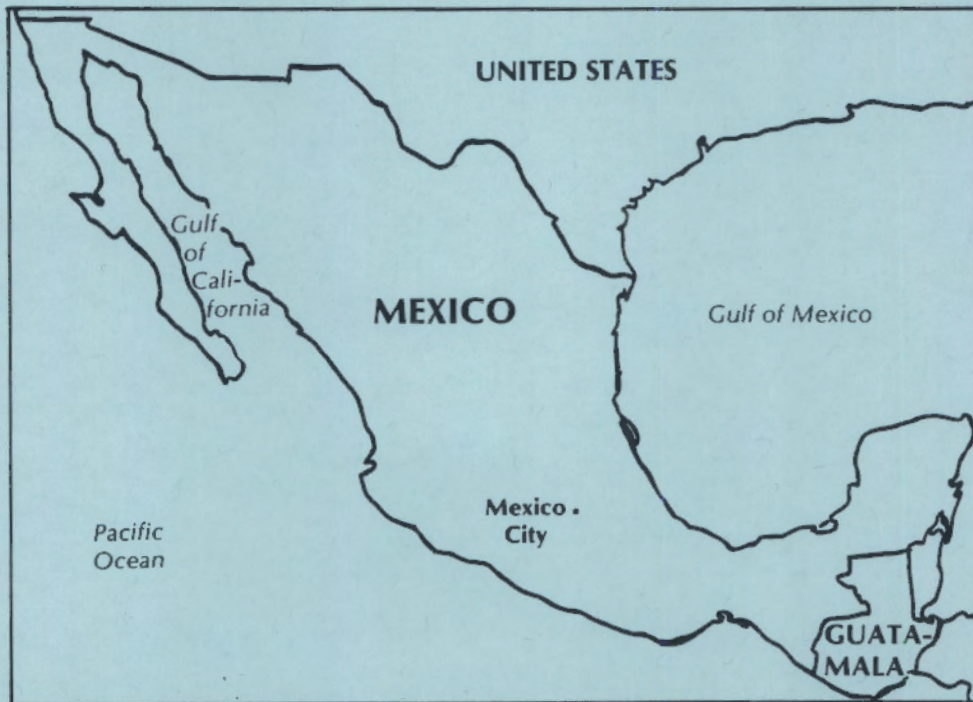 UNITED STATES
Gulf
of
Cali-
fornia
MEXICO
Gulf of Mexico
Mexico
City
Pacific
Ocean
GUATA-
MALA